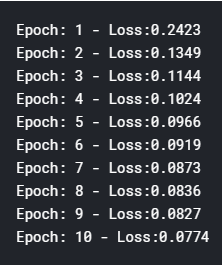 Epoch: 1 - Loss:0.2423
Epoch: 2 - Loss:0.1349
Epoch: 3 - Loss:0.1144
Epoch: 4 - Loss:0.1024
Epoch: 5 - Loss:0.0966
Epoch: 6 - Loss:0.0919
Epoch: 7 - Loss:0.0873
Epoch: 8 - Loss:0.0836
Epoch: 9 - Loss:0.0827
Epoch: 10 - Loss:0.0774